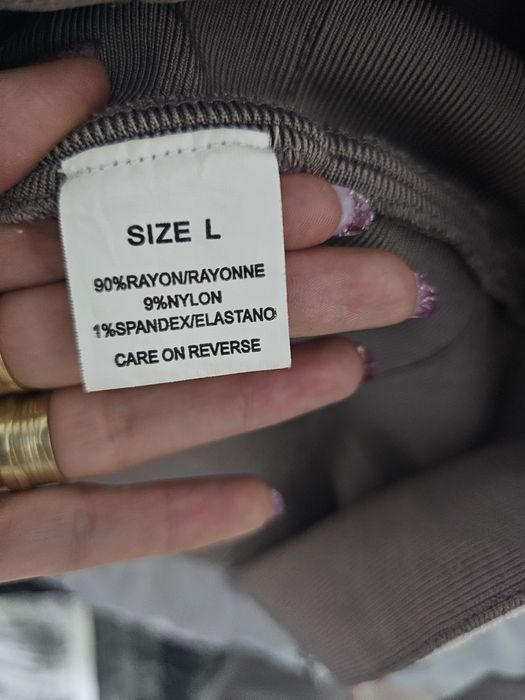 SIZE L
90%RAYON/RAYONNE
9%NYLON
1%SPANDEX/ELASTANO
CARE ON REVERSE